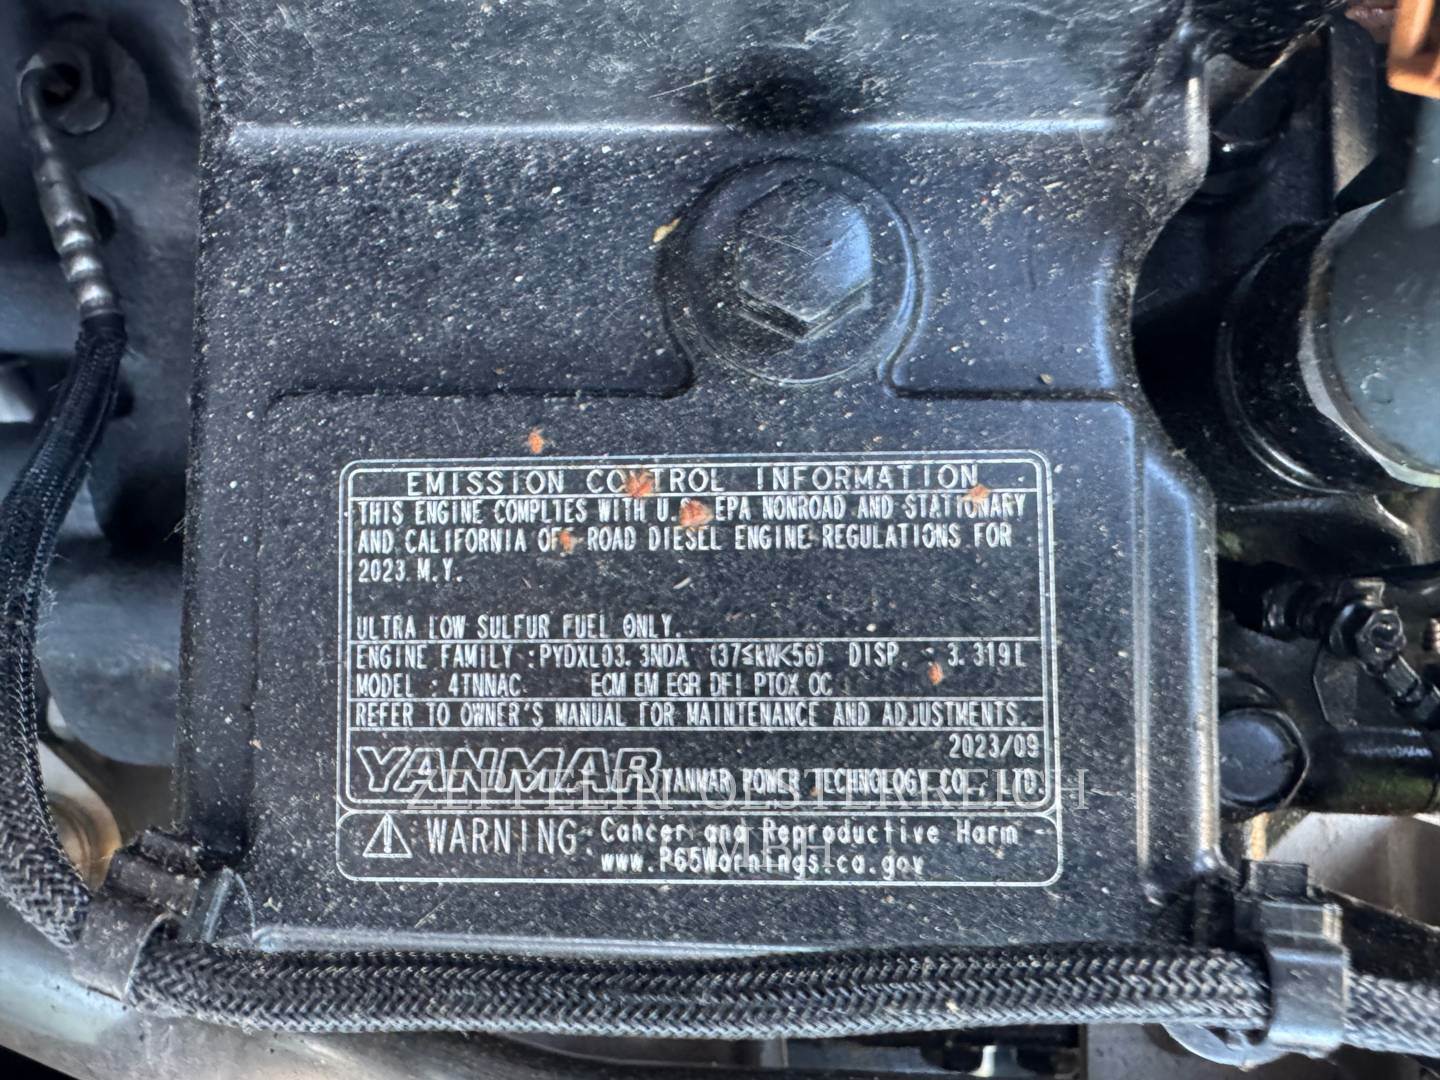 EMISSION CONTROL INFORMATION
THIS ENGINE COMPLIES WITH U.S. EPA NONROAD AND STATIONARY
AND CALIFORNIA OFF-ROAD DIESEL ENGINE REGULATIONS FOR
2023 M.Y.
ULTRA LOW SULFUR FUEL ONLY.
ENGINE FAMILY :PYDXL03.3NDA (37≤kW<56) DISP. : 3.319L
MODEL : 4TNNAC ECM EM EGR DFI PTOX OC
REFER TO OWNER'S MANUAL FOR MAINTENANCE AND ADJUSTMENTS.
2023/09
YANMAR YANMAR POWER TECHNOLOGY CO., LTD.
ZEPPELIN OESTERREICH
GMBH
⚠ WARNING: Cancer and Reproductive Harm
www.P65Warnings.ca.gov